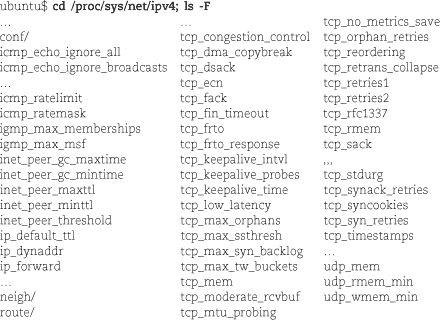 ubuntu$ cd /proc/sys/net/ipv4; ls -F
... ... tcp_no_metrics_save
conf/ tcp_congestion_control tcp_orphan_retries
icmp_echo_ignore_all tcp_dma_copybreak tcp_reordering
icmp_echo_ignore_broadcasts tcp_dsack tcp_retrans_collapse
... tcp_ecn tcp_retries1
icmp_ratelimit tcp_fack tcp_retries2
icmp_ratemask tcp_fin_timeout tcp_rfc1337
igmp_max_memberships tcp_frto tcp_rmem
igmp_max_msf tcp_frto_response tcp_sack
inet_peer_gc_maxtime tcp_keepalive_intvl ,,,
inet_peer_gc_mintime tcp_keepalive_probes tcp_stdurg
inet_peer_maxttl tcp_keepalive_time tcp_synack_retries
inet_peer_minttl tcp_low_latency tcp_syncookies
inet_peer_threshold tcp_max_orphans tcp_syn_retries
ip_default_ttl tcp_max_ssthresh tcp_timestamps
ip_dynaddr tcp_max_syn_backlog ...
ip_forward tcp_max_tw_buckets udp_mem
... tcp_mem udp_rmem_min
neigh/ tcp_moderate_rcvbuf udp_wmem_min
route/ tcp_mtu_probing